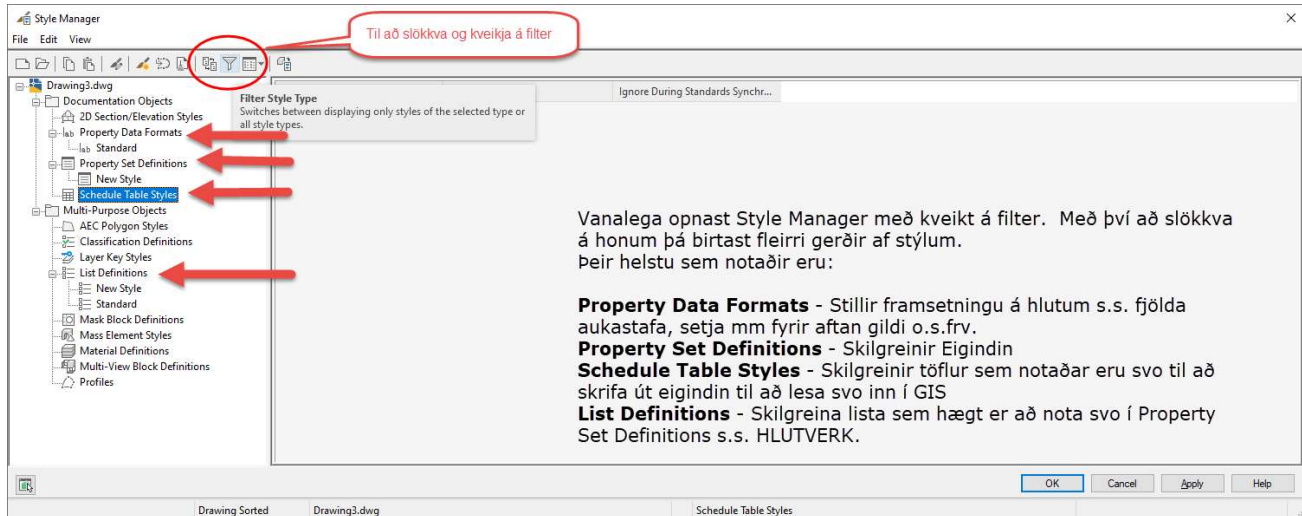 Style Manager
File Edit View
Til að slökkva og kveikja á filter
Drawing3.dwg
Documentation Objects
2D Section/Elevation Styles
Property Data Formats
Standard
Property Set Definitions
New Style
Schedule Table Styles
Multi-Purpose Objects
AEC Polygon Styles
Classification Definitions
Layer Key Styles
List Definitions
New Style
Standard
Mask Block Definitions
Mass Element Styles
Material Definitions
Multi-View Block Definitions
Profiles
Filter Style Type
Switches between displaying only styles of the selected type or
all style types.
Ignore During Standards Synchr...
Vanalega opnast Style Manager með kveikt á filter. Með því að slökkva
á honum þá birtast fleirri gerðir af stýlum.
Þeir helstu sem notaðir eru:
Property Data Formats - Stillir framsetningu á hlutum s.s. fjölda
aukastafa, setja mm fyrir aftan gildi o.s.frv.
Property Set Definitions - Skilgreinir Eigindin
Schedule Table Styles - Skilgreinir töflur sem notaðar eru svo til að
skrifa út eigindin til að lesa svo inn í GIS
List Definitions - Skilgreina lista sem hægt er að nota svo í Property
Set Definitions s.s. HLUTVERK.
OK Cancel Apply Help
Drawing Sorted Drawing3.dwg Schedule Table Styles